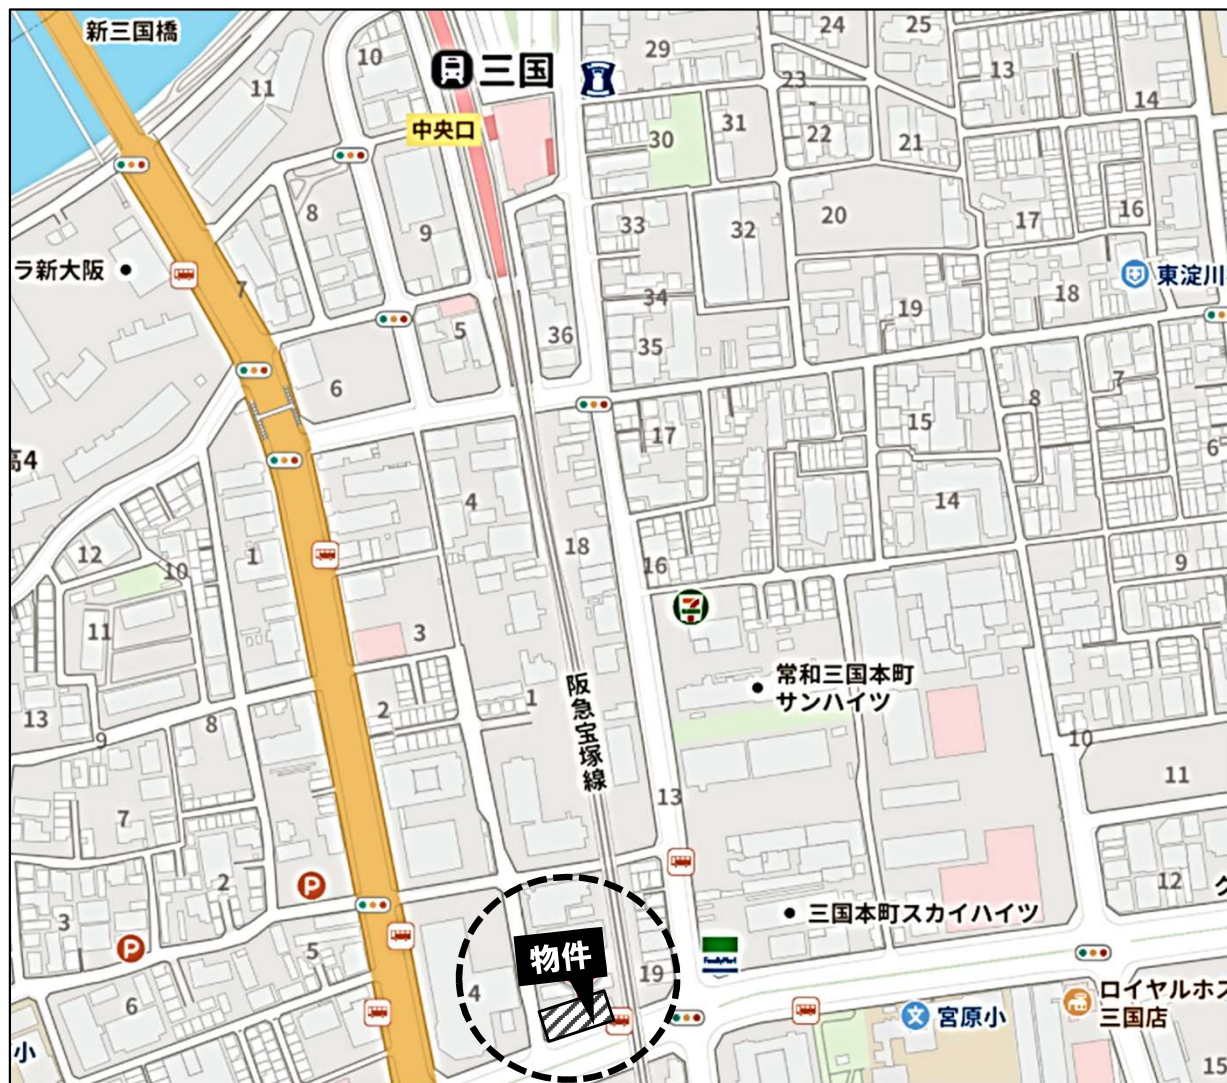 新三国橋
24
25
10
29
三国
11
13
23
14
中央口
30
31
22
21
8
33
32
20
17
16
9
ラ新大阪
東淀川
7
34
18
19
5
36
35
6
7
8
17
15
高4
6
4
14
18
12
1
10
16
9
11
3
常和三国本町
サンハイツ
阪急宝塚線
2
1
13
8
9
10
11
13
7
2
P
12
ク
3
三国本町スカイハイツ
P
5
物件
FamilyMart
19
4
6
宮原小
ロイヤルホス
三国店
文
小
15